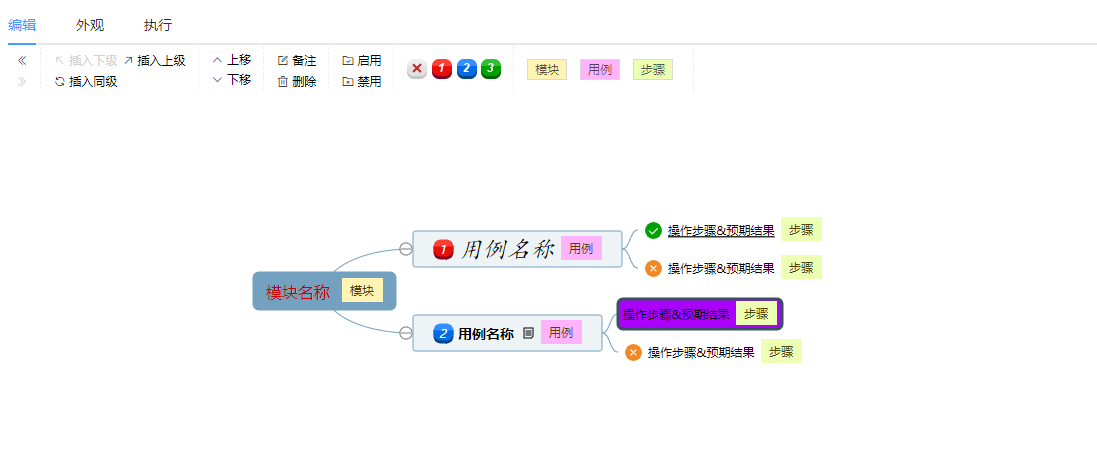 编辑 外观 执行
插入下级 插入上级 上移 备注 启用
1 2 3 模块 用例 步骤
插入同级 下移 删除 禁用
操作步骤&预期结果 步骤
1 用例名称 用例
操作步骤&预期结果 步骤
模块名称 模块
操作步骤&预期结果 步骤
2 用例名称 用例
操作步骤&预期结果 步骤